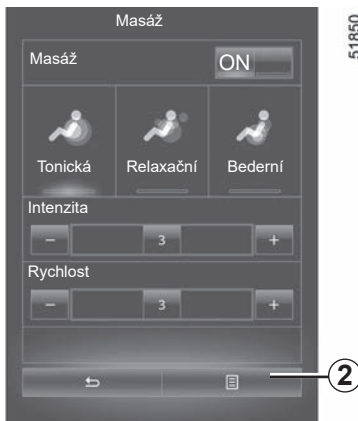 Masáž
Masáž ON
Tonická Relaxační Bederní
Intenzita
− 3 +
Rychlost
− 3 +
2
51850